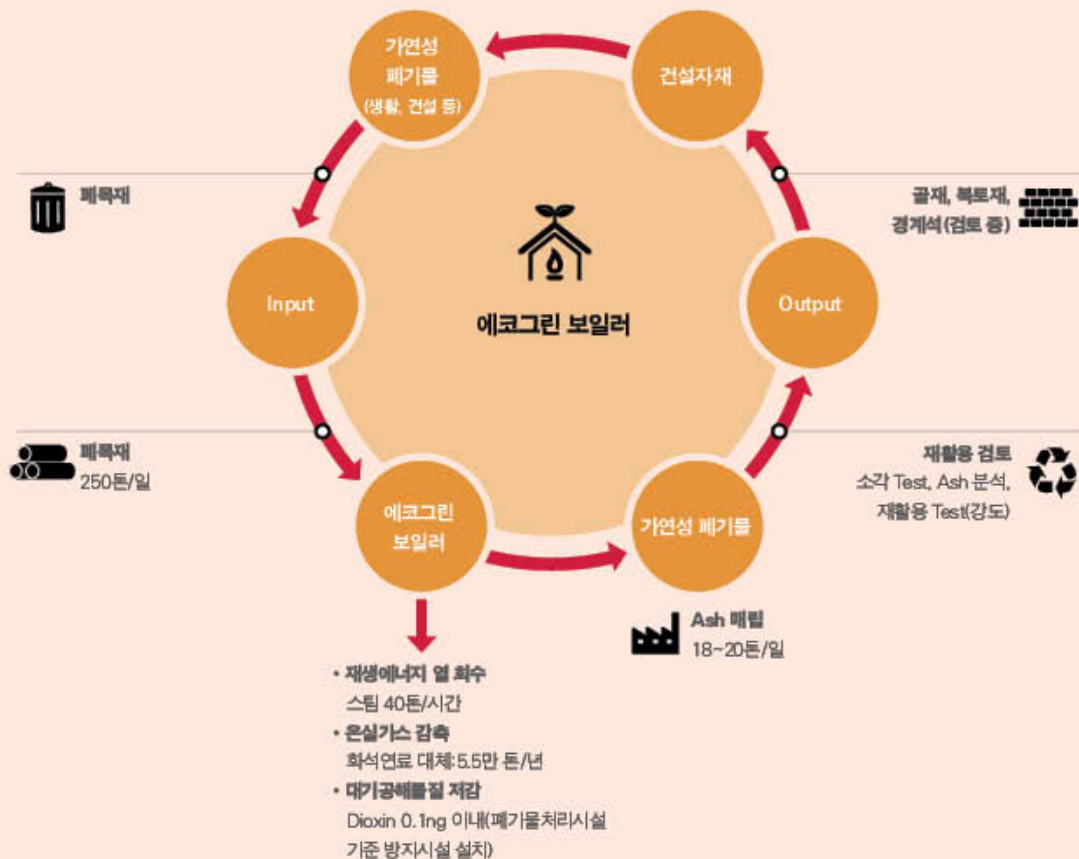 가연성
폐기물
(생활, 건설 등)
건설자재
폐목재
골재, 복토재,
경계석(검토 중)
Input
에코그린 보일러
Output
폐목재
250톤/일
재활용 검토
소각 Test, Ash 분석,
재활용 Test(강도)
에코그린
보일러
가연성 폐기물
Ash 매립
18~20톤/일
• 재생에너지 열 회수
스팀 40톤/시간
• 온실가스 감축
화석연료 대체:5.5만 톤/년
• 대기공해물질 저감
Dioxin 0.1ng 이내(폐기물처리시설
기준 방지시설 설치)